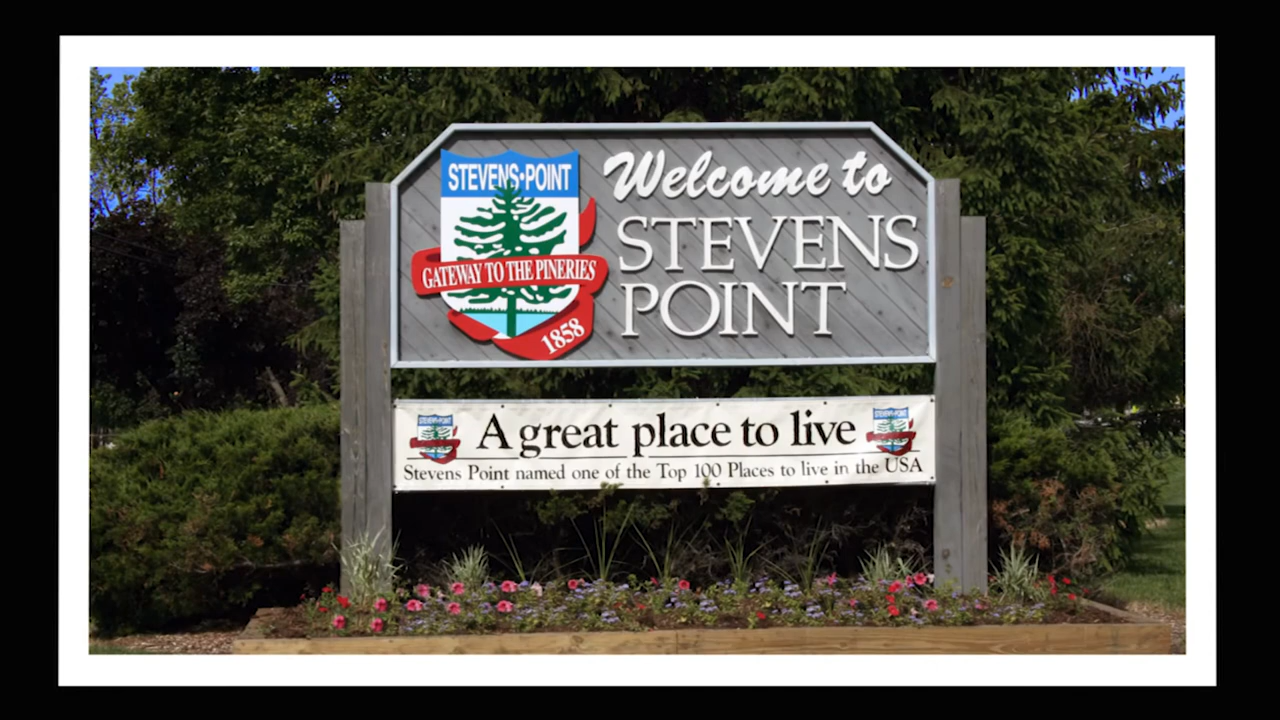 STEVENS•POINT
GATEWAY TO THE PINERIES
1858
Welcome to
STEVENS
POINT
A great place to live
Stevens Point named one of the Top 100 Places to live in the USA